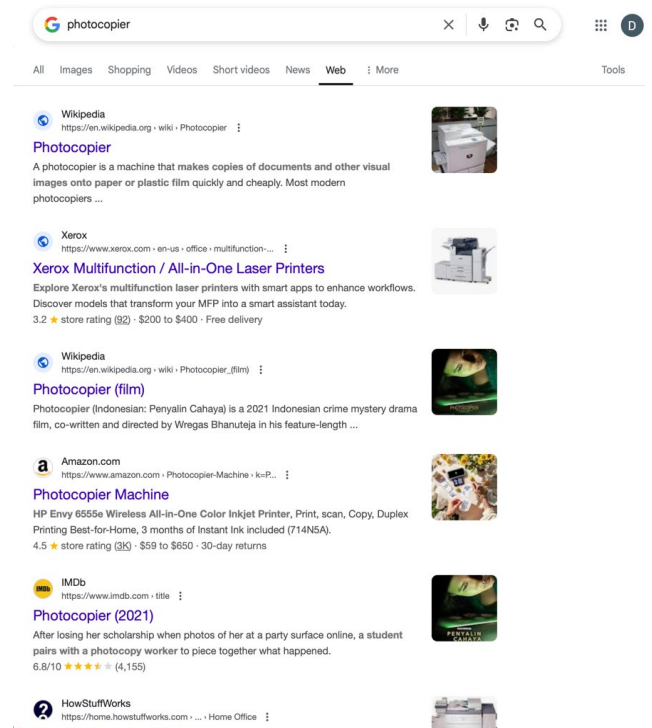 photocopier
D
All Images Shopping Videos Short videos News Web More Tools
Wikipedia
https://en.wikipedia.org › wiki › Photocopier
Photocopier
A photocopier is a machine that makes copies of documents and other visual
images onto paper or plastic film quickly and cheaply. Most modern
photocopiers ...
Xerox
https://www.xerox.com › en-us › office › multifunction-...
Xerox Multifunction / All-in-One Laser Printers
Explore Xerox's multifunction laser printers with smart apps to enhance workflows.
Discover models that transform your MFP into a smart assistant today.
3.2 ★ store rating (92) · $200 to $400 · Free delivery
Wikipedia
https://en.wikipedia.org › wiki › Photocopier_(film)
Photocopier (film)
Photocopier (Indonesian: Penyalin Cahaya) is a 2021 Indonesian crime mystery drama
film, co-written and directed by Wregas Bhanuteja in his feature-length ...
PHOTOCOPIER
a
Amazon.com
https://www.amazon.com › Photocopier-Machine › k=P...
Photocopier Machine
HP Envy 6555e Wireless All-in-One Color Inkjet Printer, Print, scan, Copy, Duplex
Printing Best-for-Home, 3 months of Instant Ink included (714N5A).
4.5 ★ store rating (3K) · $59 to $650 · 30-day returns
IMDb
IMDb
https://www.imdb.com › title
Photocopier (2021)
After losing her scholarship when photos of her at a party surface online, a student
pairs with a photocopy worker to piece together what happened.
6.8/10 (4,155)
PENYALIN
CAHAYA
HowStuffWorks
https://home.howstuffworks.com › ... › Home Office